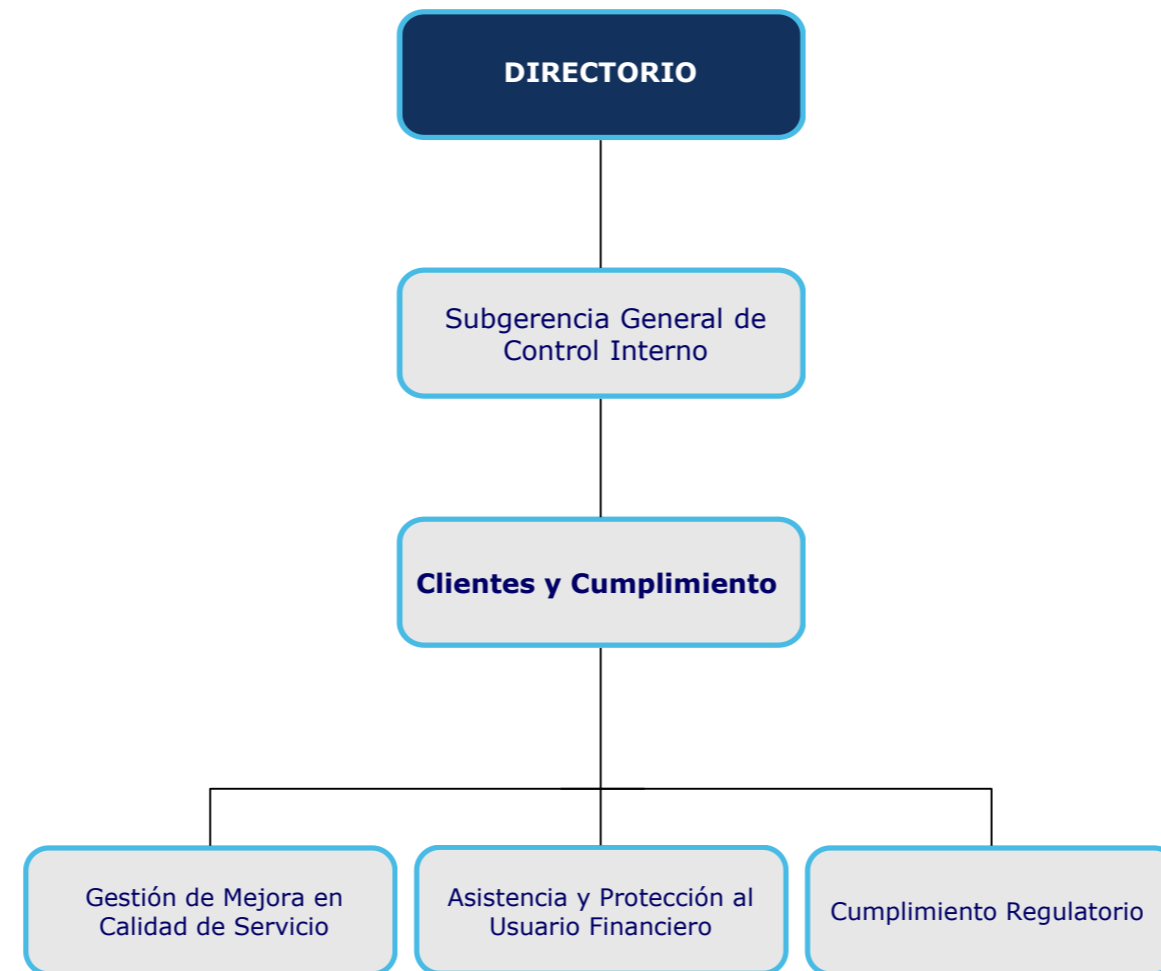 DIRECTORIO
Subgerencia General de
Control Interno
Clientes y Cumplimiento
Gestión de Mejora en
Calidad de Servicio
Asistencia y Protección al
Usuario Financiero
Cumplimiento Regulatorio